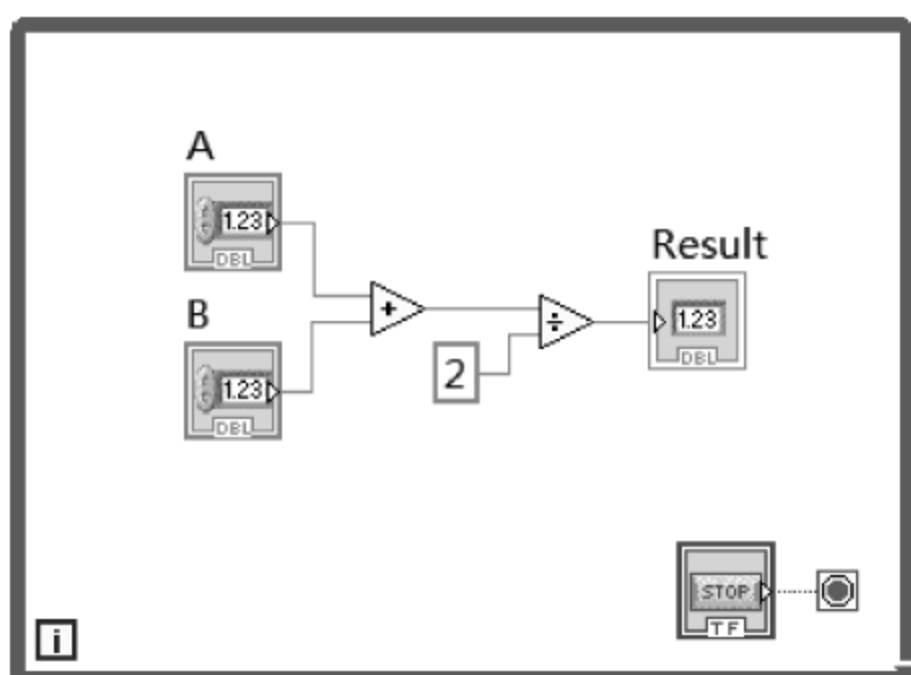 A
1.23
DBL
Result
B
+
÷
1.23
DBL
2
1.23
DBL
STOP
TF
i